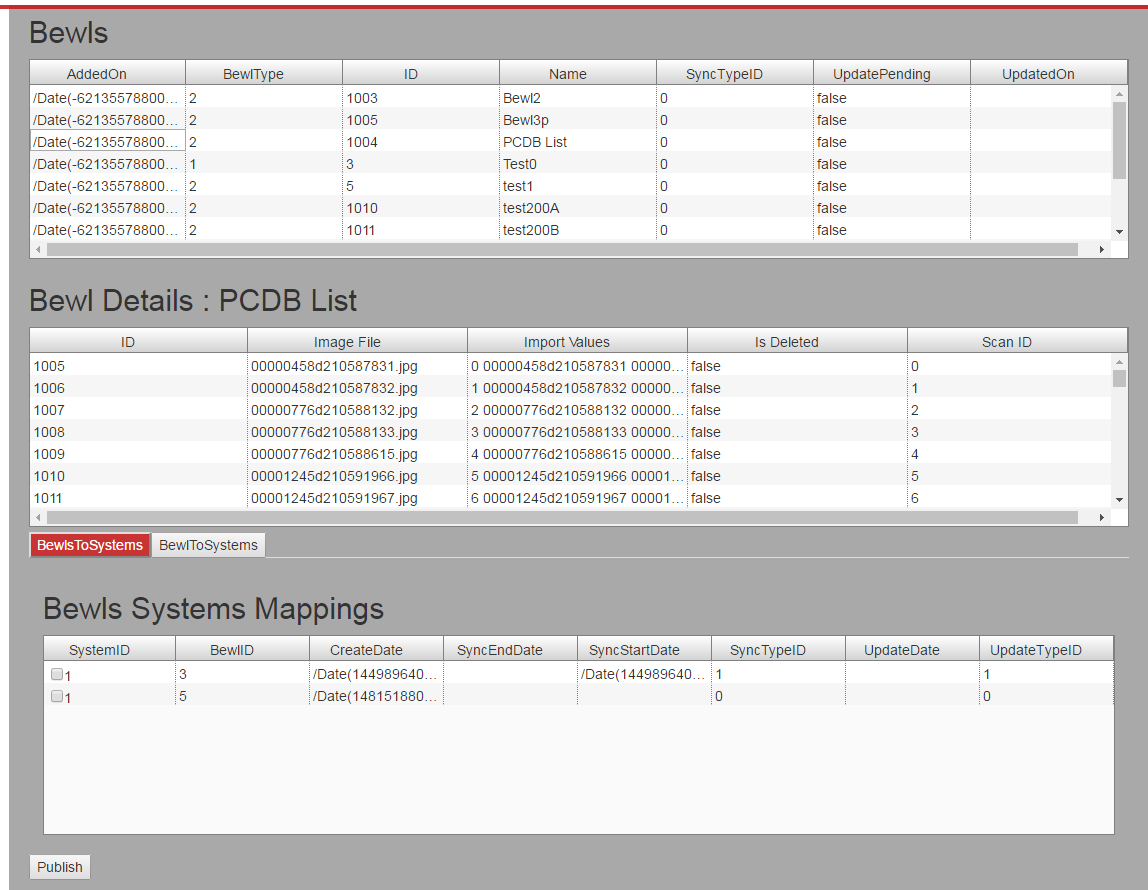 Bewls
AddedOn BewlType ID Name SyncTypeID UpdatePending UpdatedOn
/Date(-62135578800... 2 1003 Bewl2 0 false
/Date(-62135578800... 2 1005 Bewl3p 0 false
/Date(-62135578800... 2 1004 PCDB List 0 false
/Date(-62135578800... 1 3 Test0 0 false
/Date(-62135578800... 2 5 test1 0 false
/Date(-62135578800... 2 1010 test200A 0 false
/Date(-62135578800... 2 1011 test200B 0 false
Bewl Details : PCDB List
ID Image File Import Values Is Deleted Scan ID
1005 00000458d210587831.jpg 0 00000458d210587831 00000... false 0
1006 00000458d210587832.jpg 1 00000458d210587832 00000... false 1
1007 00000776d210588132.jpg 2 00000776d210588132 00000... false 2
1008 00000776d210588133.jpg 3 00000776d210588133 00000... false 3
1009 00000776d210588615.jpg 4 00000776d210588615 00000... false 4
1010 00001245d210591966.jpg 5 00001245d210591966 00001... false 5
1011 00001245d210591967.jpg 6 00001245d210591967 00001... false 6
BewlsToSystems BewlToSystems
Bewls Systems Mappings
SystemID BewlID CreateDate SyncEndDate SyncStartDate SyncTypeID UpdateDate UpdateTypeID
1 3 /Date(144989640... /Date(144989640... 1 1
1 5 /Date(148151880... 0 0
Publish